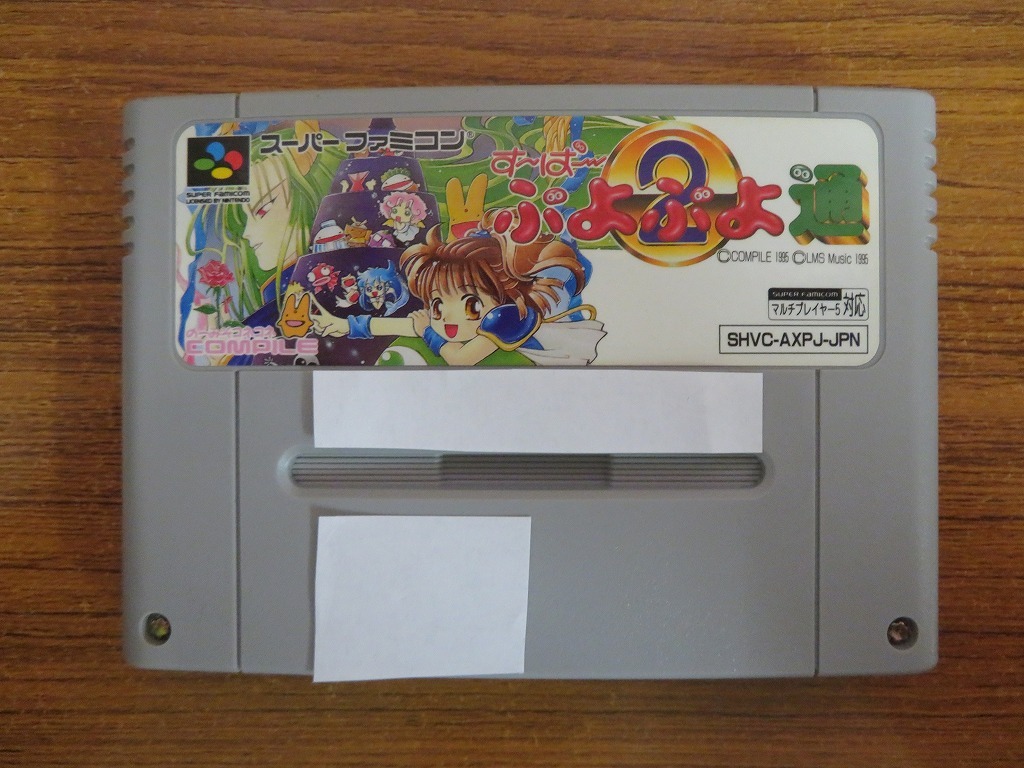 スーパーファミコン®
SUPER FAMICOM
LICENSED BY NINTENDO
す〜ぱ〜
ぷよぷよ通
2
©COMPILE 1995 ©LMS Music 1995
SUPER FAMICOM
マルチプレイヤー5対応
COMPILE
SHVC-AXPJ-JPN